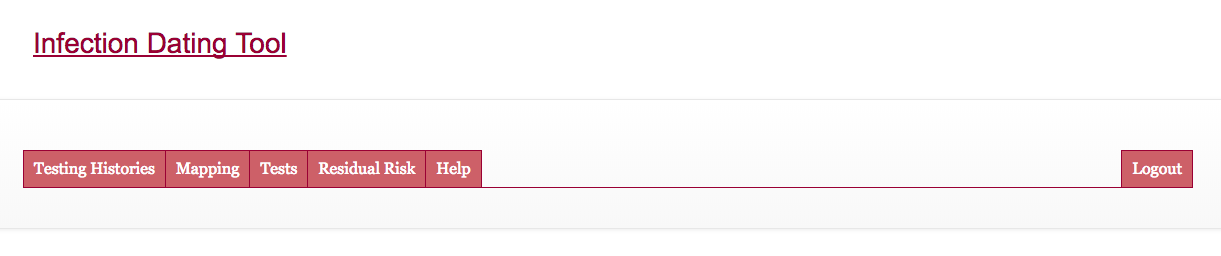 Infection Dating Tool
Testing Histories Mapping Tests Residual Risk Help Logout